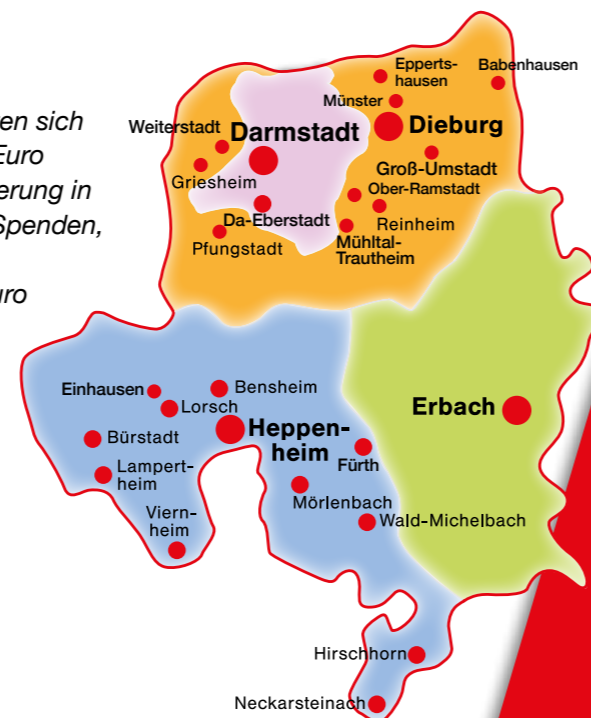 en sich
Euro
erung in
Spenden,
uro
Epperts-
hausen
Babenhausen
Münster
Weiterstadt
Darmstadt
Dieburg
Griesheim
Groß-Umstadt
Ober-Ramstadt
Da-Eberstadt
Reinheim
Pfungstadt
Mühltal-
Trautheim
Einhausen
Bensheim
Lorsch
Erbach
Bürstadt
Heppen-
heim
Fürth
Lampert-
heim
Mörlenbach
Viern-
heim
Wald-Michelbach
Hirschhorn
Neckarsteinach